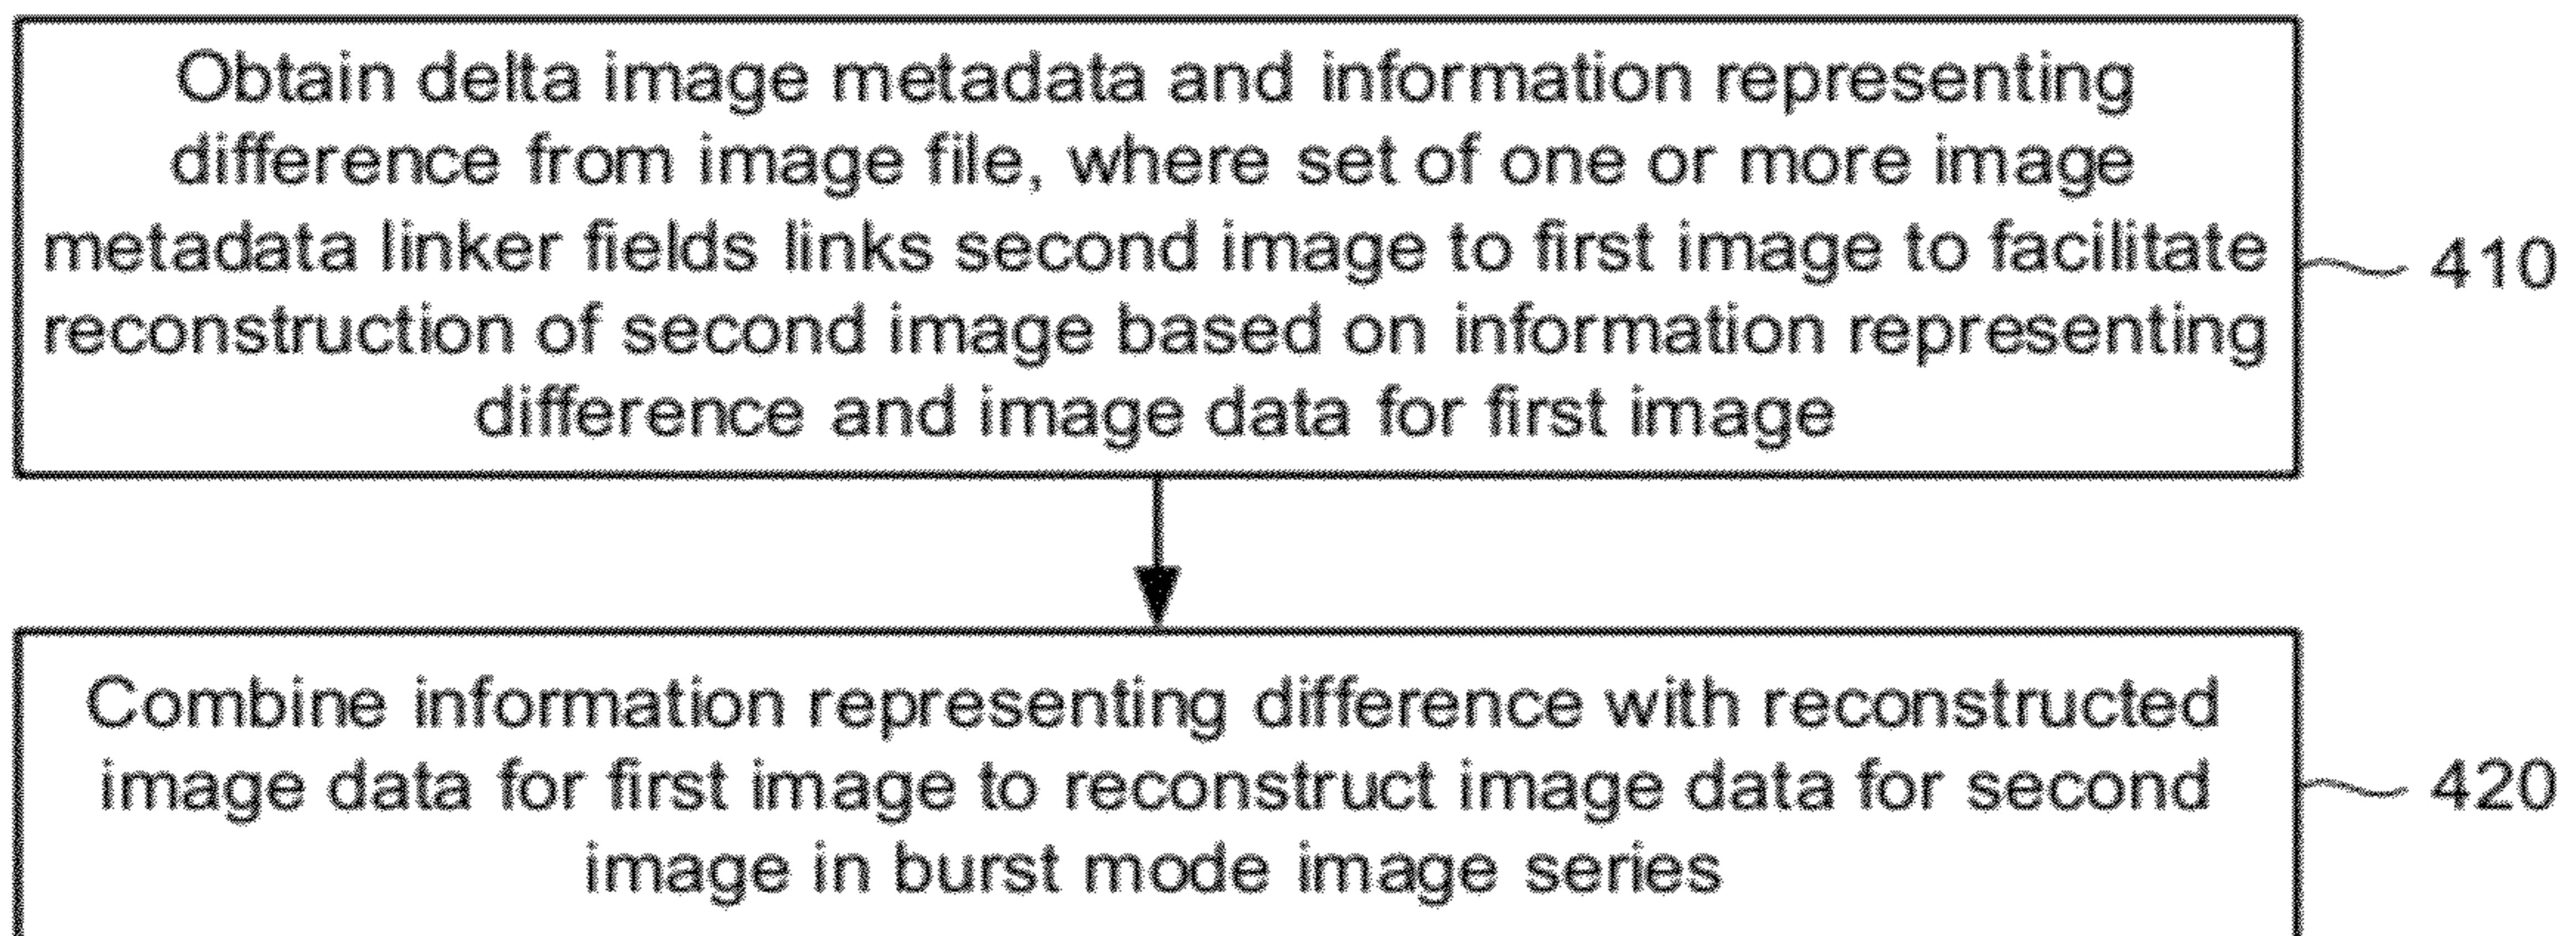 Obtain delta image metadata and information representing
difference from image file, where set of one or more image
metadata linker fields links second image to first image to facilitate
reconstruction of second image based on information representing
difference and image data for first image
410
Combine information representing difference with reconstructed
image data for first image to reconstruct image data for second
image in burst mode image series
420